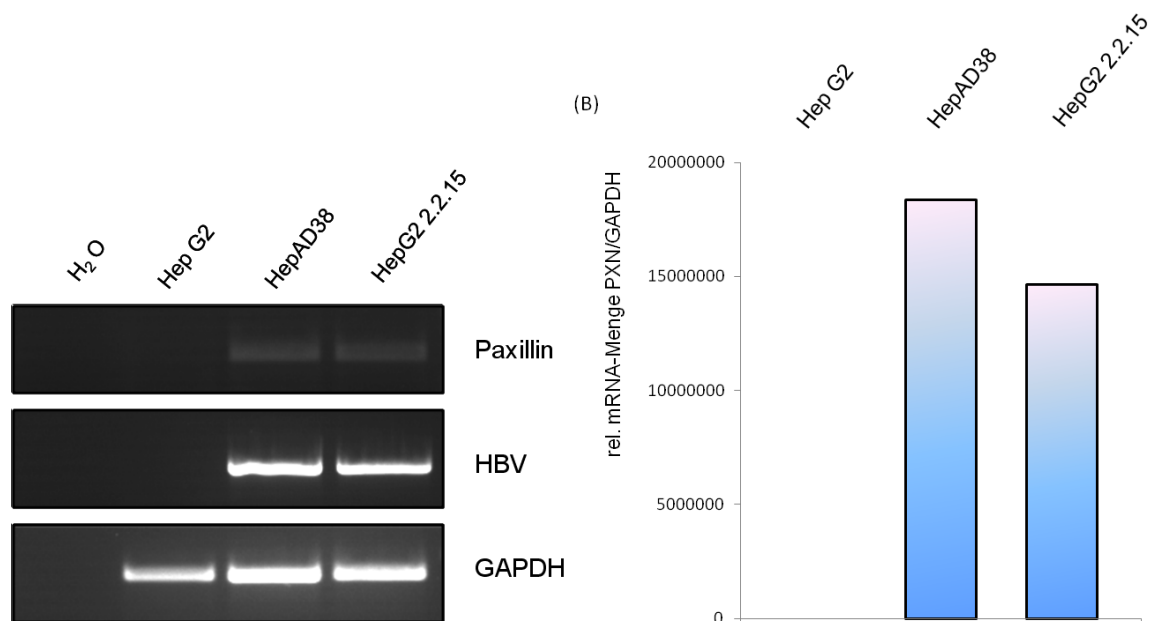 H₂O
Hep G2
HepAD38
HepG2 2.2.15
Paxillin
HBV
GAPDH
(B)
Hep G2
HepAD38
HepG2 2.2.15
rel. mRNA-Menge PXN/GAPDH
20000000
15000000
10000000
5000000
0